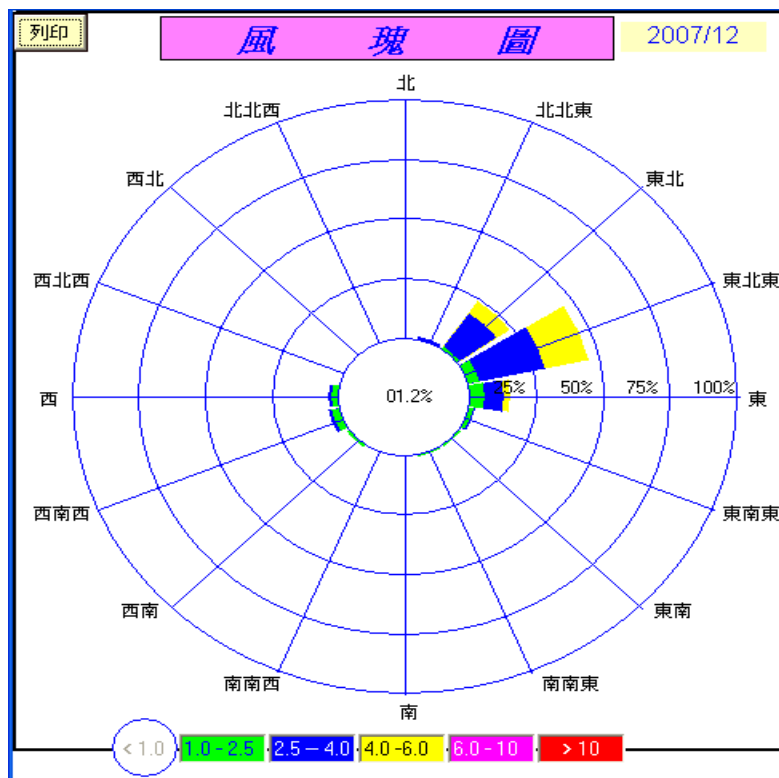 列印
風 瑰 圖
2007/12
北
北北西
北北東
西北
東北
西北西
東北東
01.2%
25%
50%
75%
100%
西
東
西南西
東南東
西南
東南
南南西
南南東
南
< 1.0
1.0 - 2.5
2.5 — 4.0
4.0 -6.0
6.0 - 10
> 10